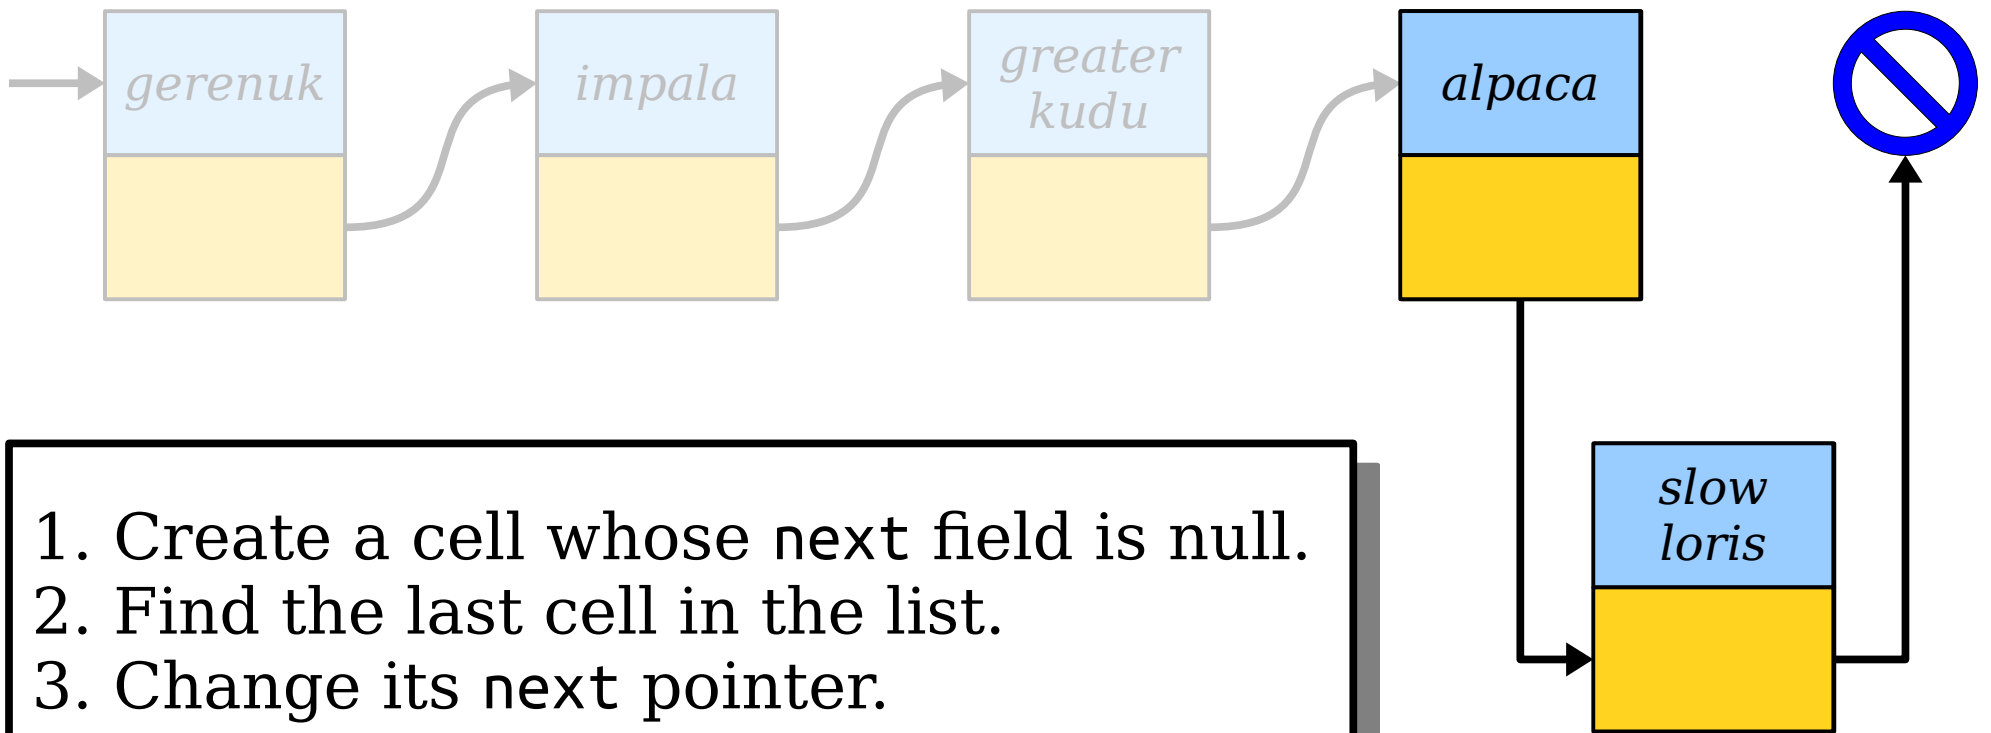 gerenuk
impala
greater
kudu
alpaca
slow
loris
1. Create a cell whose next field is null.
2. Find the last cell in the list.
3. Change its next pointer.